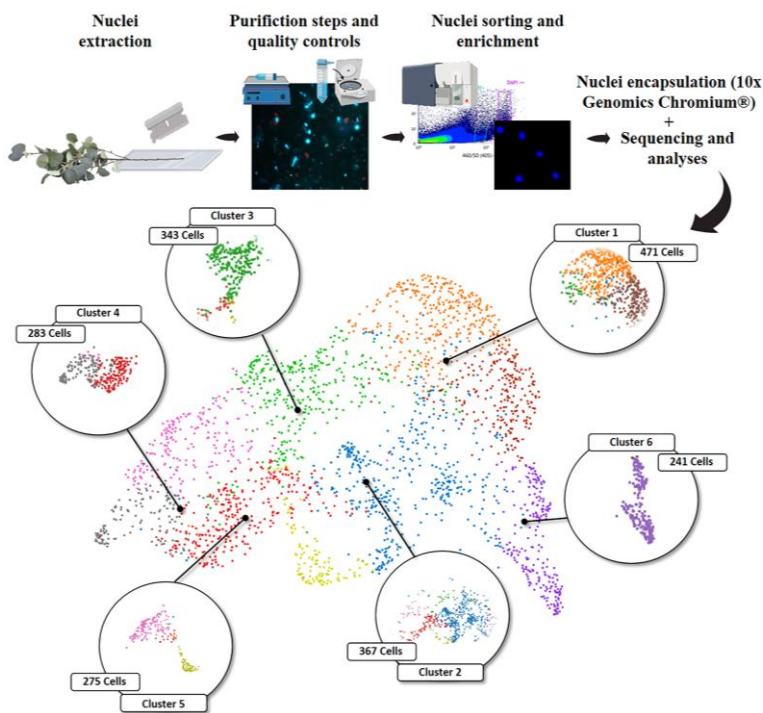 Nuclei
extraction
Purifiction steps and
quality controls
Nuclei sorting and
enrichment
Nuclei encapsulation (10x
Genomics Chromium®)
+
Sequencing and
analyses
Cluster 3
343 Cells
Cluster 1
471 Cells
Cluster 4
283 Cells
Cluster 6
241 Cells
275 Cells
Cluster 5
367 Cells
Cluster 2